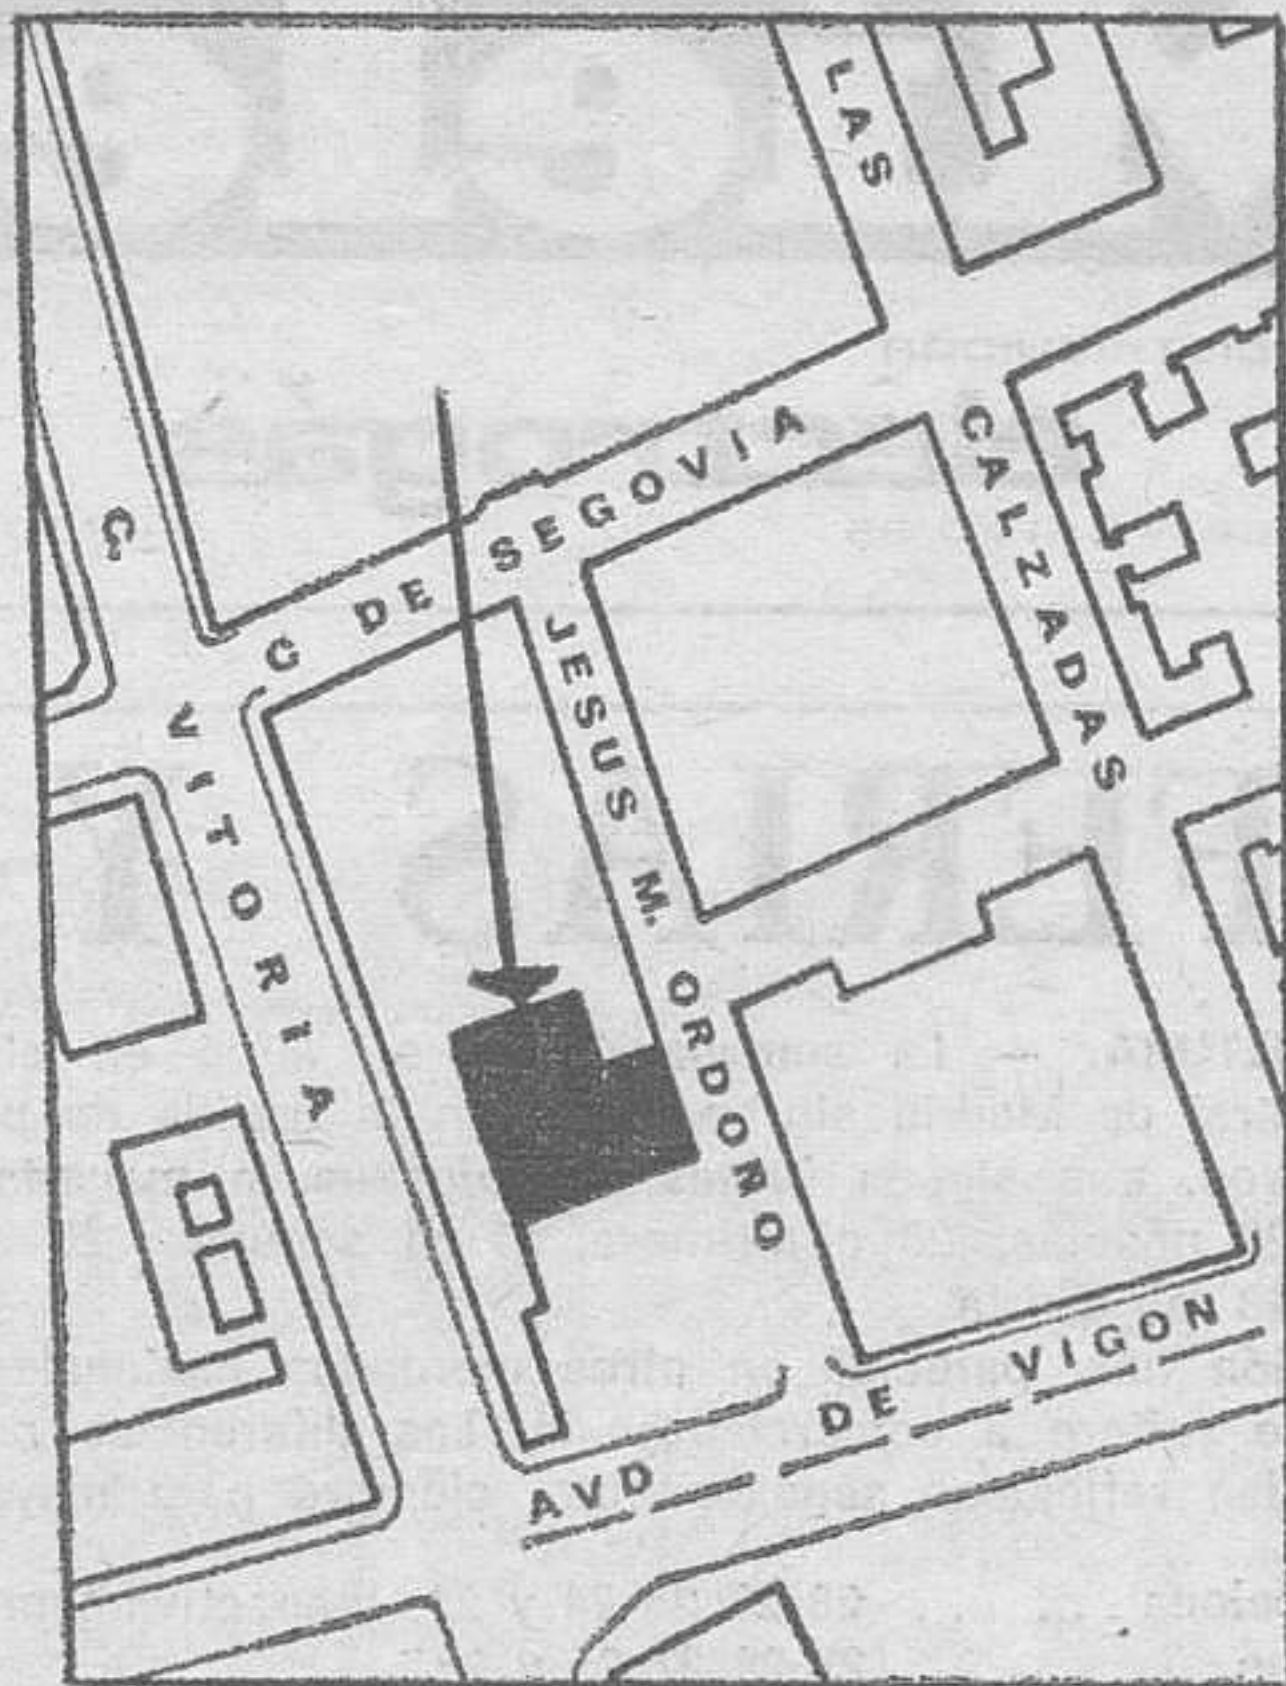 LAS
CALZADAS
C DE SEGOVIA
JESUS M. ORDOÑO
C. VITORIA
AVD DE VIGON